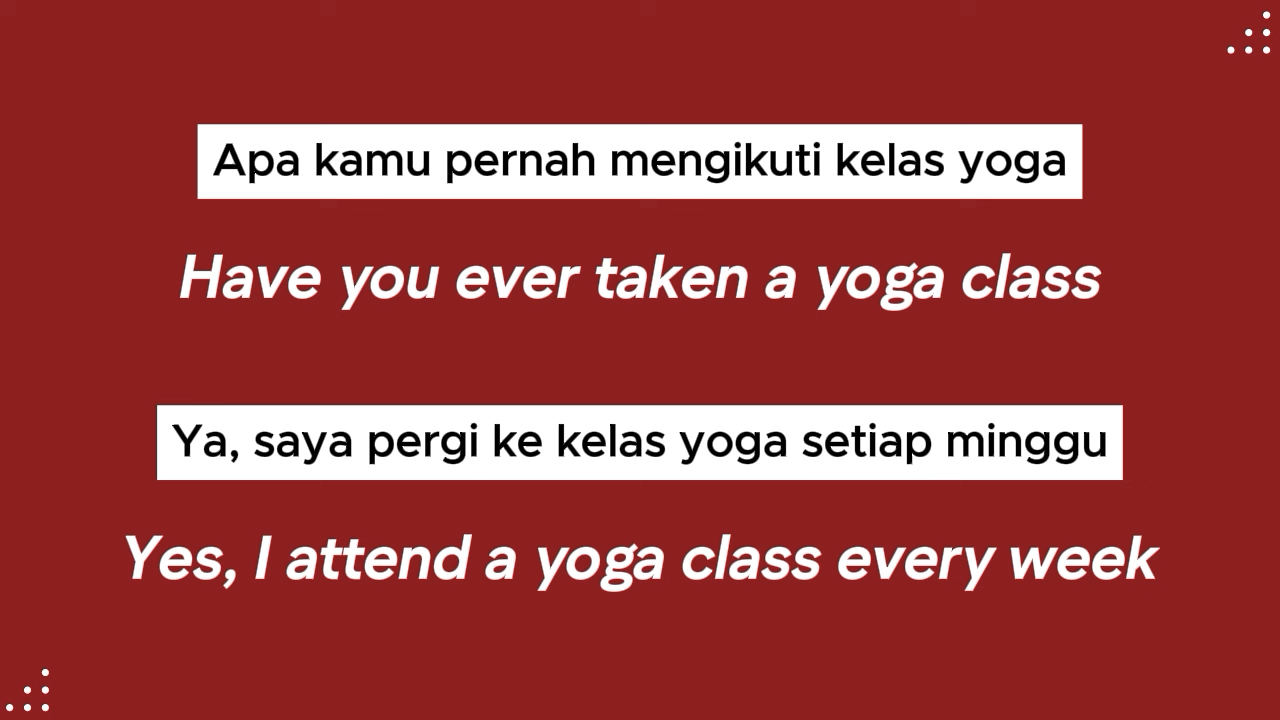 Apa kamu pernah mengikuti kelas yoga
Have you ever taken a yoga class
Ya, saya pergi ke kelas yoga setiap minggu
Yes, I attend a yoga class every week